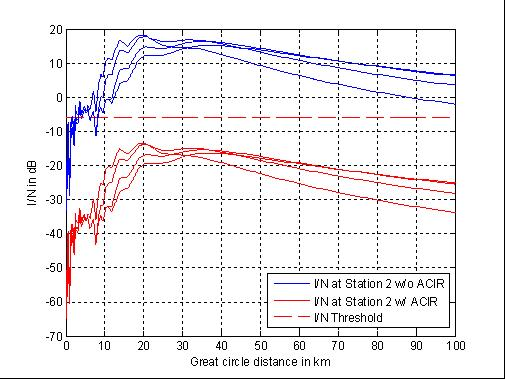 20
10
0
-10
-20
-30
-40
-50
-60
-70
I/N in dB
0 10 20 30 40 50 60 70 80 90 100
Great circle distance in km
I/N at Station 2 w/o ACIR
I/N at Station 2 w/ ACIR
I/N Threshold